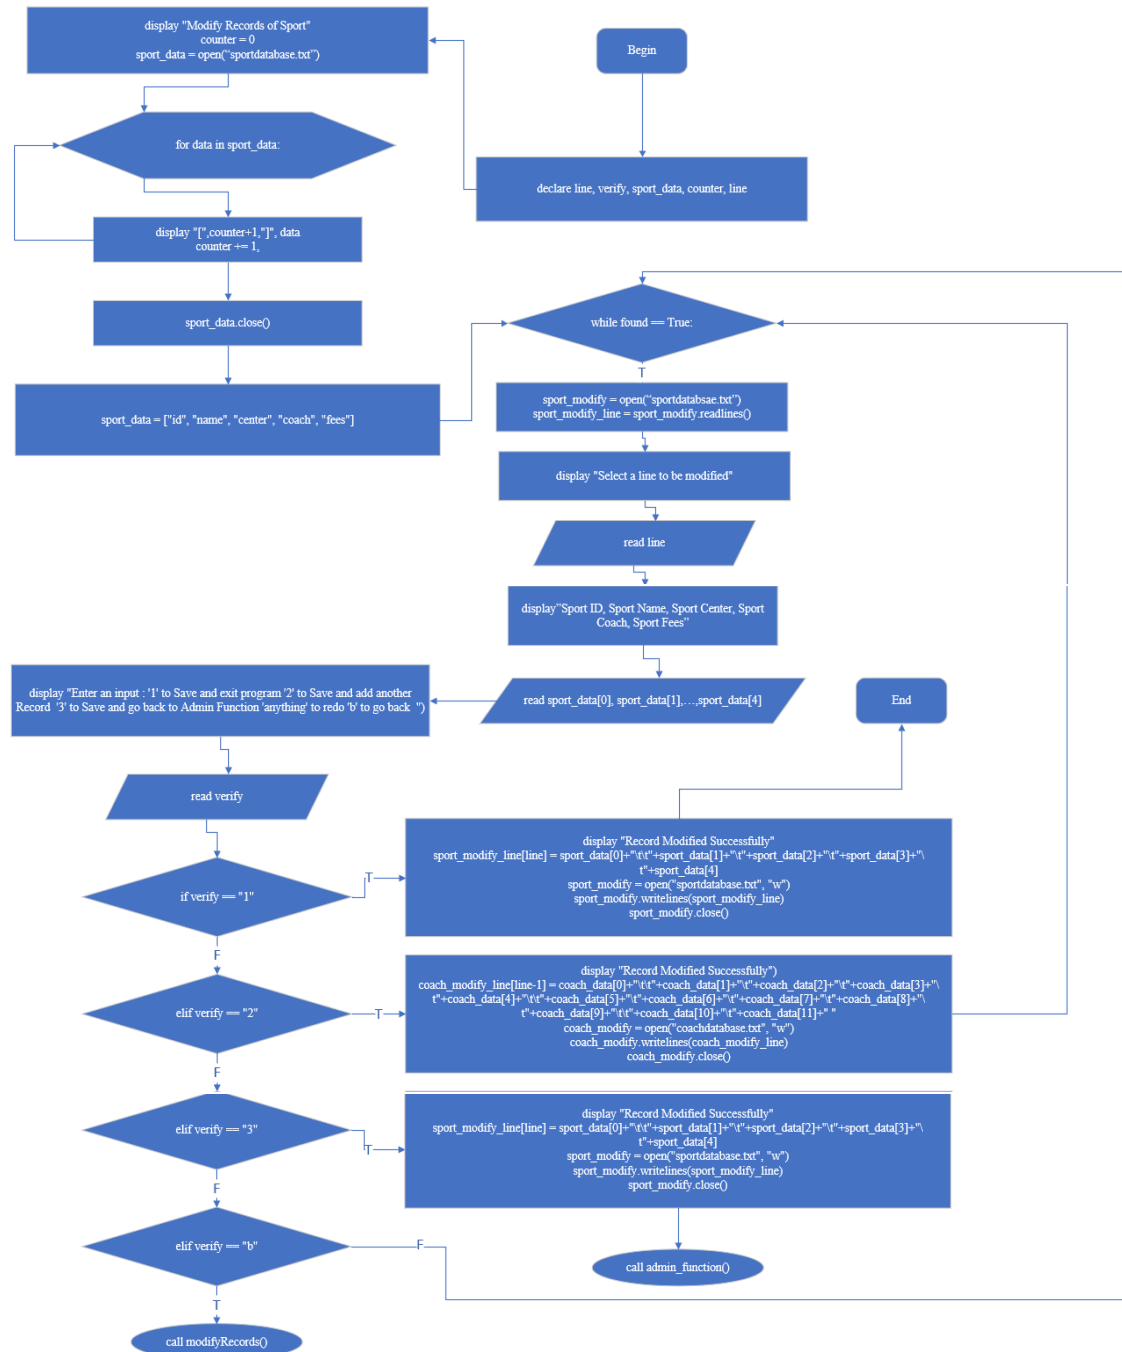 Begin
declare line, verify, sport_data, counter, line
display "Modify Records of Sport"
counter = 0
sport_data = open(“sportdatabase.txt”)
for data in sport_data:
display "[",counter+1,"]", data
counter += 1,
sport_data.close()
sport_data = ["id", "name", "center", "coach", "fees"]
while found == True:
T
sport_modify = open(“sportdatabsae.txt”)
sport_modify_line = sport_modify.readlines()
display "Select a line to be modified"
read line
display”Sport ID, Sport Name, Sport Center, Sport
Coach, Sport Fees”
read sport_data[0], sport_data[1],…,sport_data[4]
display "Enter an input : '1' to Save and exit program '2' to Save and add another
Record  '3' to Save and go back to Admin Function 'anything' to redo 'b' to go back  ")
read verify
if verify == "1"
T
display "Record Modified Successfully"
sport_modify_line[line] = sport_data[0]+"\t\t"+sport_data[1]+"\t"+sport_data[2]+"\t"+sport_data[3]+"\
t"+sport_data[4]
sport_modify = open("sportdatabase.txt", "w")
sport_modify.writelines(sport_modify_line)
sport_modify.close()
End
F
elif verify == "2"
T
display "Record Modified Successfully")
coach_modify_line[line-1] = coach_data[0]+"\t\t"+coach_data[1]+"\t"+coach_data[2]+"\t"+coach_data[3]+"\
t"+coach_data[4]+"\t\t"+coach_data[5]+"\t"+coach_data[6]+"\t"+coach_data[7]+"\t"+coach_data[8]+"\
t"+coach_data[9]+"\t\t"+coach_data[10]+"\t"+coach_data[11]+" "
coach_modify = open("coachdatabase.txt", "w")
coach_modify.writelines(coach_modify_line)
coach_modify.close()
F
elif verify == "3"
T
display "Record Modified Successfully"
sport_modify_line[line] = sport_data[0]+"\t\t"+sport_data[1]+"\t"+sport_data[2]+"\t"+sport_data[3]+"\
t"+sport_data[4]
sport_modify = open("sportdatabase.txt", "w")
sport_modify.writelines(sport_modify_line)
sport_modify.close()
call admin_function()
F
elif verify == "b"
F
T
call modifyRecords()